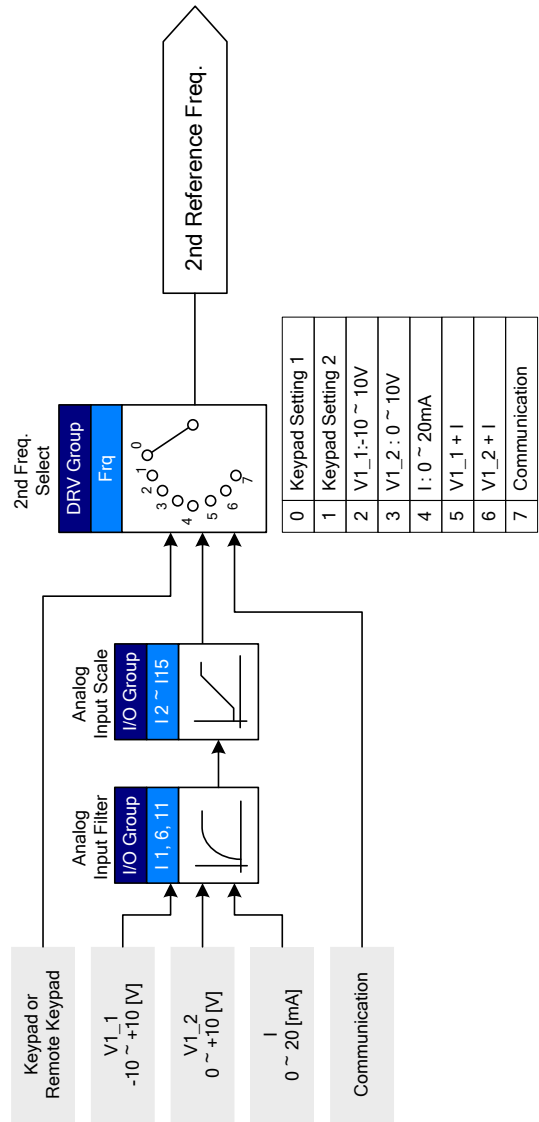 Keypad or
Remote Keypad
V1_1
-10 ~ +10 [V]
V1_2
0 ~ +10 [V]
I
0 ~ 20 [mA]
Communication
Analog
Input Filter
I/O Group
I 1, 6, 11
Analog
Input Scale
I/O Group
I 2 ~ I15
2nd Freq.
Select
DRV Group
Frq
0
1
2
3
4
5
6
7
2nd Reference Freq.
0 Keypad Setting 1
1 Keypad Setting 2
2 V1_1:-10 ~ 10V
3 V1_2 : 0 ~ 10V
4 I : 0 ~ 20mA
5 V1_1 + I
6 V1_2 + I
7 Communication